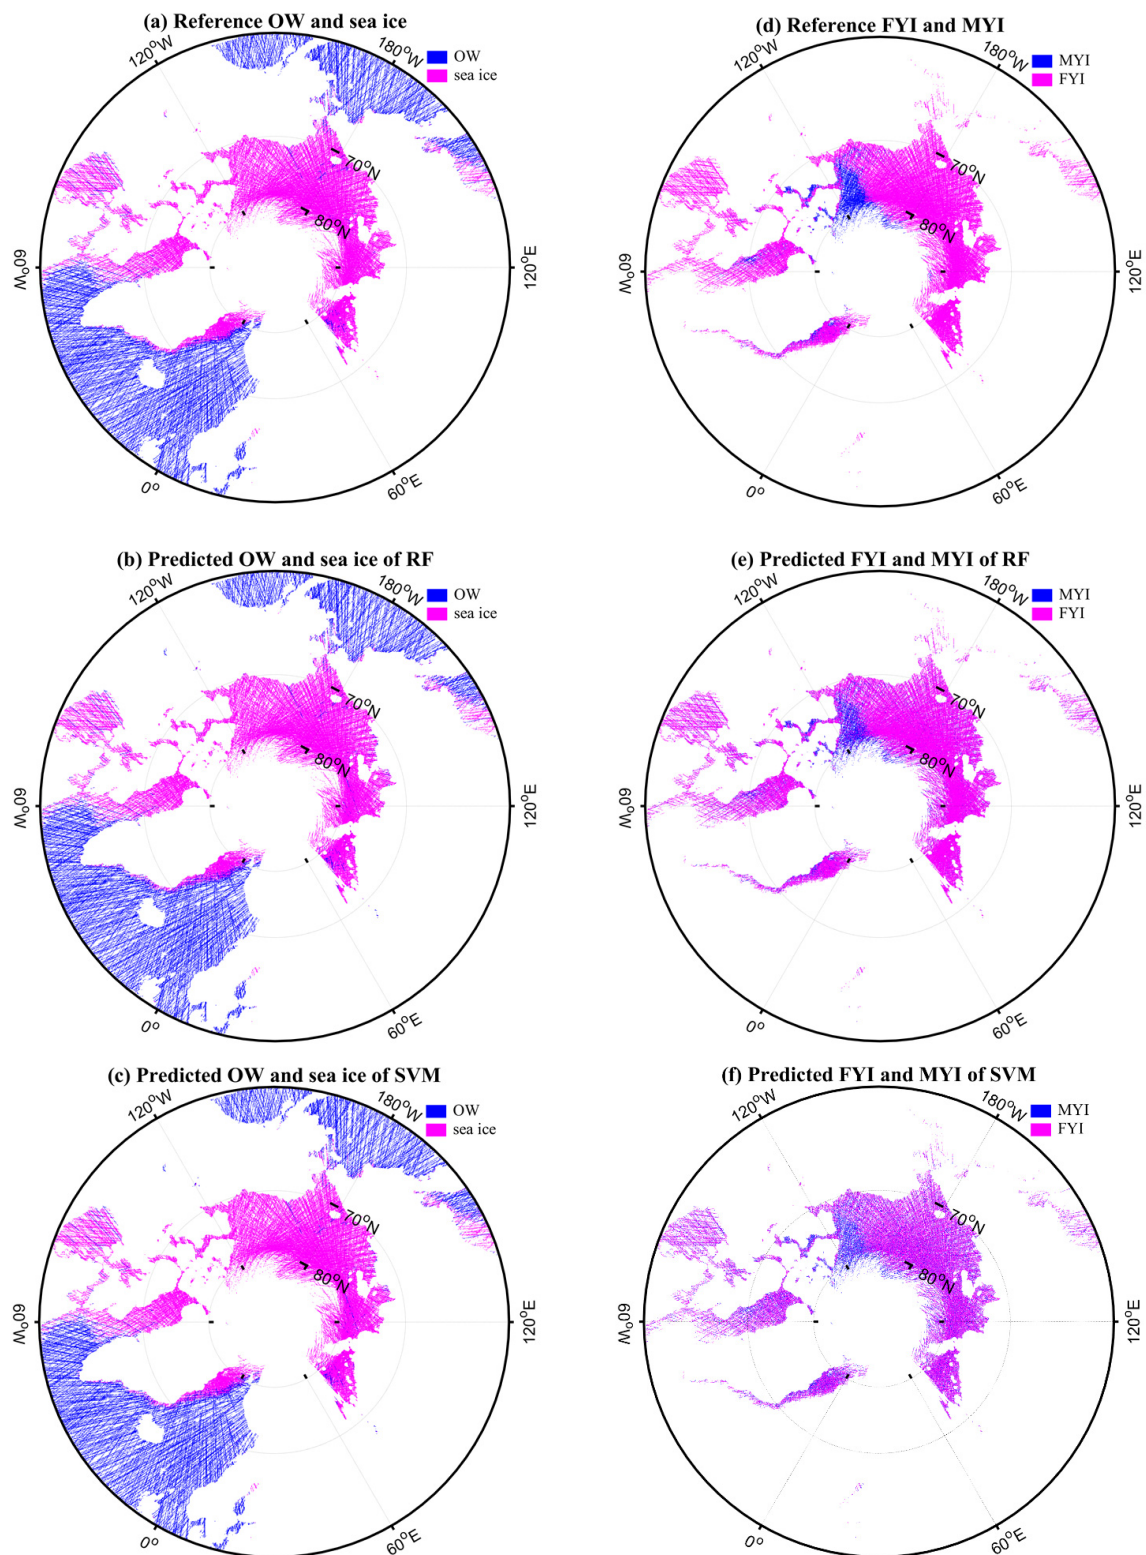 (a) Reference OW and sea ice
OW
sea ice
120°W
180°W
70°N
80°N
60°W
120°E
0°
60°E
(d) Reference FYI and MYI
MYI
FYI
120°W
180°W
70°N
80°N
60°W
120°E
0°
60°E
(b) Predicted OW and sea ice of RF
OW
sea ice
120°W
180°W
70°N
80°N
60°W
120°E
0°
60°E
(e) Predicted FYI and MYI of RF
MYI
FYI
120°W
180°W
70°N
80°N
60°W
120°E
0°
60°E
(c) Predicted OW and sea ice of SVM
OW
sea ice
120°W
180°W
70°N
80°N
60°W
120°E
0°
60°E
(f) Predicted FYI and MYI of SVM
MYI
FYI
120°W
180°W
70°N
80°N
60°W
120°E
0°
60°E